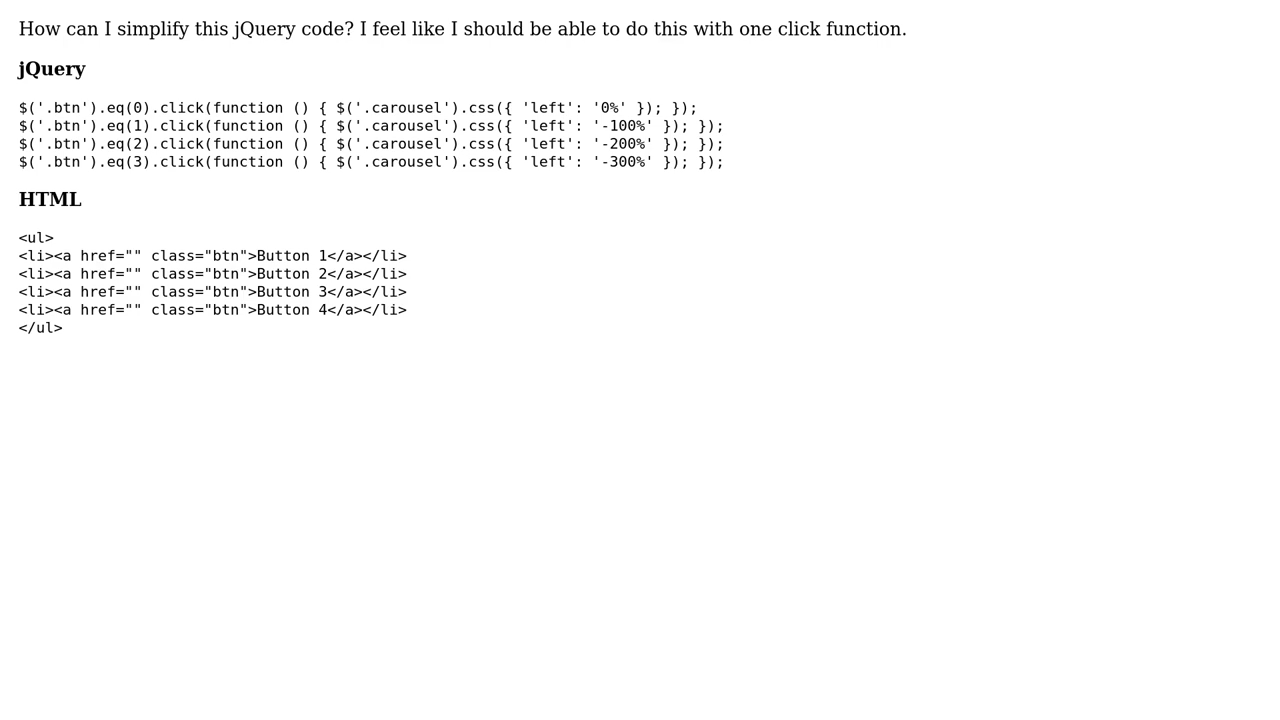 How can I simplify this jQuery code? I feel like I should be able to do this with one click function.
jQuery
$('.btn').eq(0).click(function () { $('.carousel').css({ 'left': '0%' }); });
$('.btn').eq(1).click(function () { $('.carousel').css({ 'left': '-100%' }); });
$('.btn').eq(2).click(function () { $('.carousel').css({ 'left': '-200%' }); });
$('.btn').eq(3).click(function () { $('.carousel').css({ 'left': '-300%' }); });
HTML
<ul>
<li><a href="" class="btn">Button 1</a></li>
<li><a href="" class="btn">Button 2</a></li>
<li><a href="" class="btn">Button 3</a></li>
<li><a href="" class="btn">Button 4</a></li>
</ul>